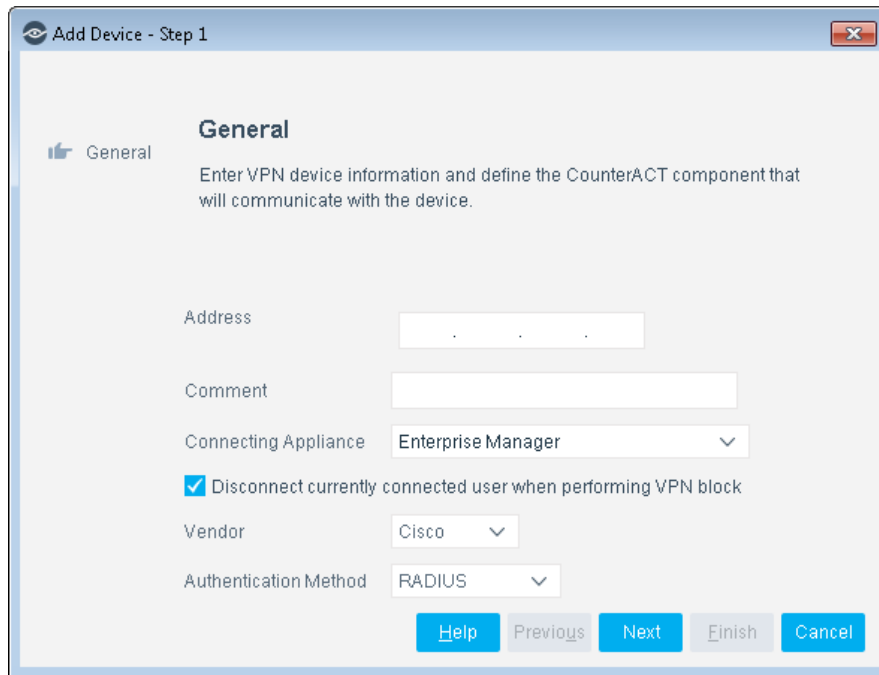 Add Device - Step 1
General
General
Enter VPN device information and define the CounterACT component that
will communicate with the device.
Address
. . .
Comment
Connecting Appliance Enterprise Manager
Disconnect currently connected user when performing VPN block
Vendor Cisco
Authentication Method RADIUS
Help Previous Next Finish Cancel